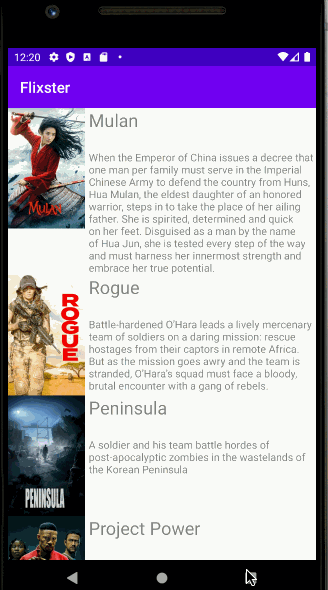 12:20
Flixster
Mulan
MULAN
When the Emperor of China issues a decree that
one man per family must serve in the Imperial
Chinese Army to defend the country from Huns,
Hua Mulan, the eldest daughter of an honored
warrior, steps in to take the place of her ailing
father. She is spirited, determined and quick
on her feet. Disguised as a man by the name
of Hua Jun, she is tested every step of the way
and must harness her innermost strength and
embrace her true potential.
Rogue
ROGUE
Battle-hardened O'Hara leads a lively mercenary
team of soldiers on a daring mission: rescue
hostages from their captors in remote Africa.
But as the mission goes awry and the team is
stranded, O'Hara's squad must face a bloody,
brutal encounter with a gang of rebels.
Peninsula
A soldier and his team battle hordes of
post-apocalyptic zombies in the wastelands of
the Korean Peninsula
PENINSULA
Project Power